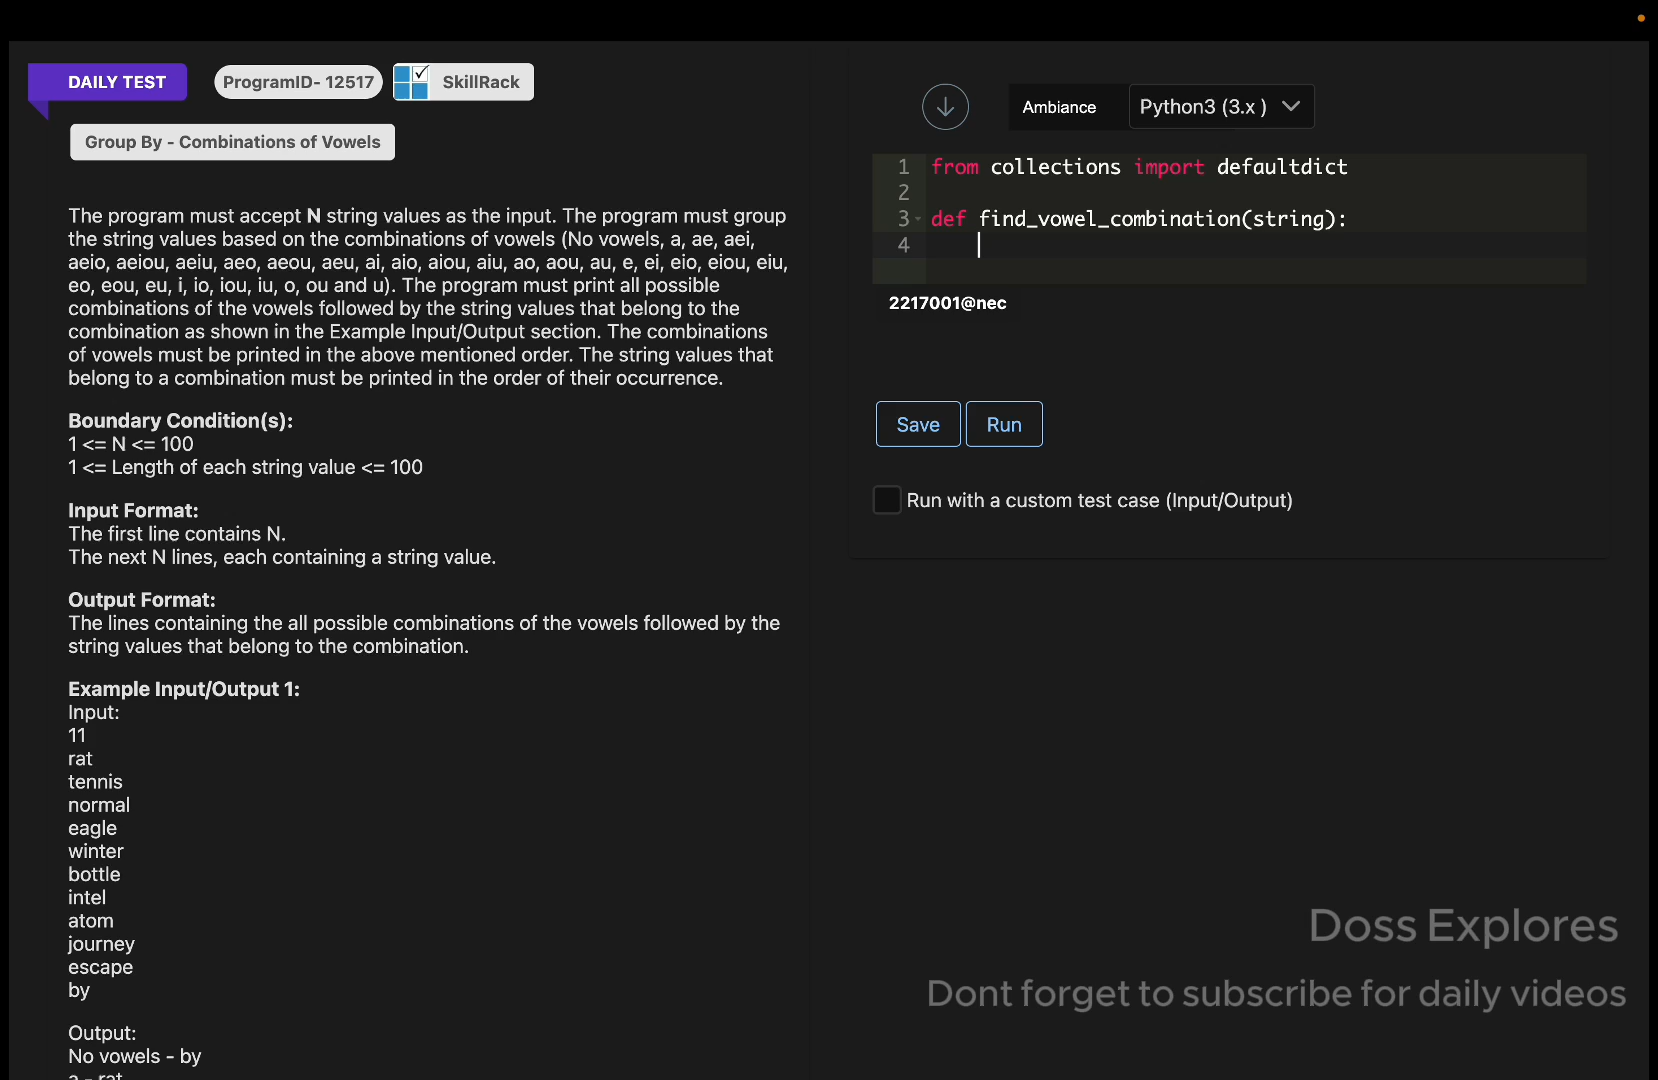 DAILY TEST
ProgramID- 12517
SkillRack
Group By - Combinations of Vowels
The program must accept N string values as the input. The program must group
the string values based on the combinations of vowels (No vowels, a, ae, aei,
aeio, aeiou, aeiu, aeo, aeou, aeu, ai, aio, aiou, aiu, ao, aou, au, e, ei, eio, eiou, eiu,
eo, eou, eu, i, io, iou, iu, o, ou and u). The program must print all possible
combinations of the vowels followed by the string values that belong to the
combination as shown in the Example Input/Output section. The combinations
of vowels must be printed in the above mentioned order. The string values that
belong to a combination must be printed in the order of their occurrence.
Boundary Condition(s):
1 <= N <= 100
1 <= Length of each string value <= 100
Input Format:
The first line contains N.
The next N lines, each containing a string value.
Output Format:
The lines containing the all possible combinations of the vowels followed by the
string values that belong to the combination.
Example Input/Output 1:
Input:
11
rat
tennis
normal
eagle
winter
bottle
intel
atom
journey
escape
by
Output:
No vowels - by
a - rat
Ambiance
Python3 (3.x )
1 from collections import defaultdict
2
3 def find_vowel_combination(string):
4
2217001@nec
Save
Run
Run with a custom test case (Input/Output)
Doss Explores
Dont forget to subscribe for daily videos